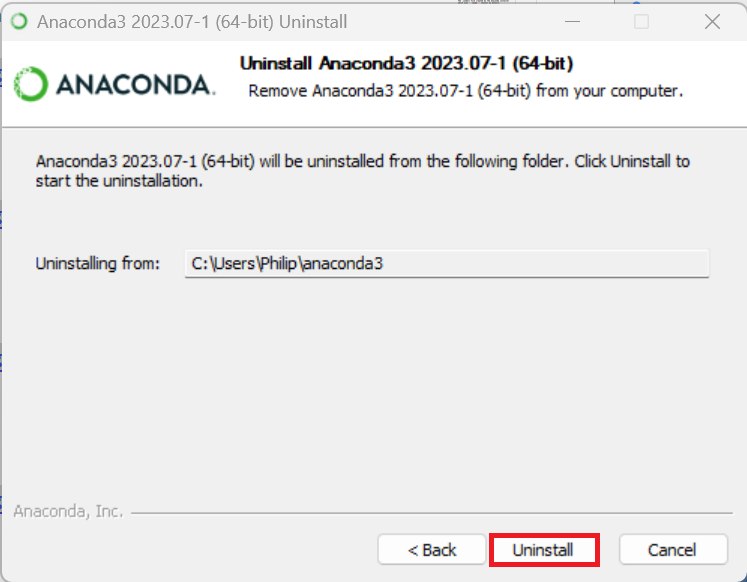 Anaconda3 2023.07-1 (64-bit) Uninstall
ANACONDA.
Uninstall Anaconda3 2023.07-1 (64-bit)
Remove Anaconda3 2023.07-1 (64-bit) from your computer.
Anaconda3 2023.07-1 (64-bit) will be uninstalled from the following folder. Click Uninstall to
start the uninstallation.
Uninstalling from: C:\Users\Philip\anaconda3
Anaconda, Inc.
< Back Uninstall Cancel